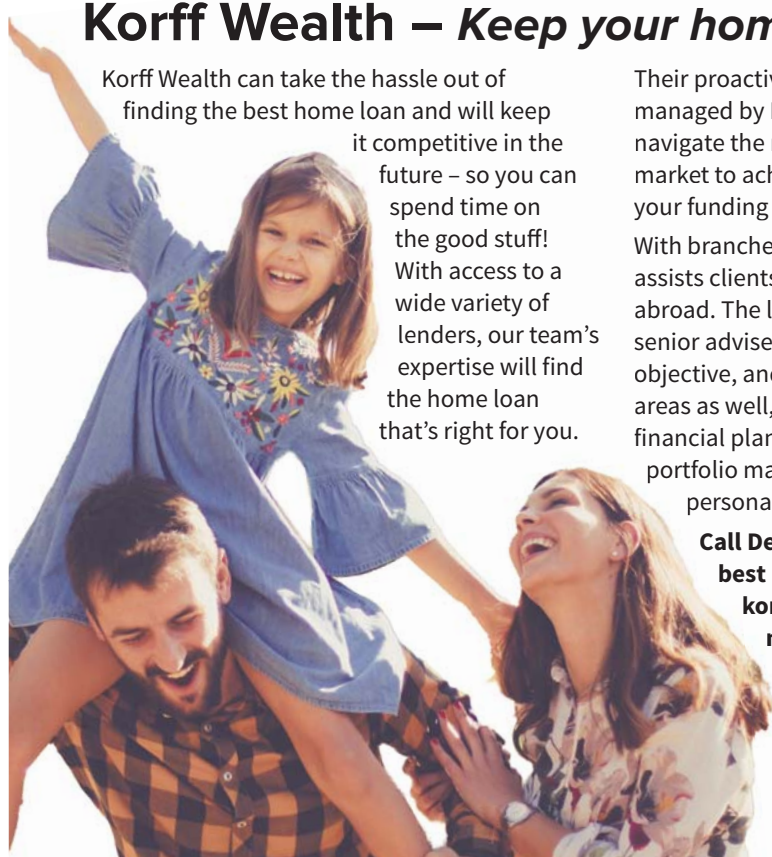 Korff Wealth – Keep your hom
Korff Wealth can take the hassle out of
finding the best home loan and will keep
it competitive in the
future – so you can
spend time on
the good stuff!
With access to a
wide variety of
lenders, our team's
expertise will find
the home loan
that's right for you.
Their proactiv
managed by
navigate the
market to ach
your funding
With branche
assists clients
abroad. The l
senior advise
objective, and
areas as well,
financial plan
portfolio ma
persona
Call De
best
kor